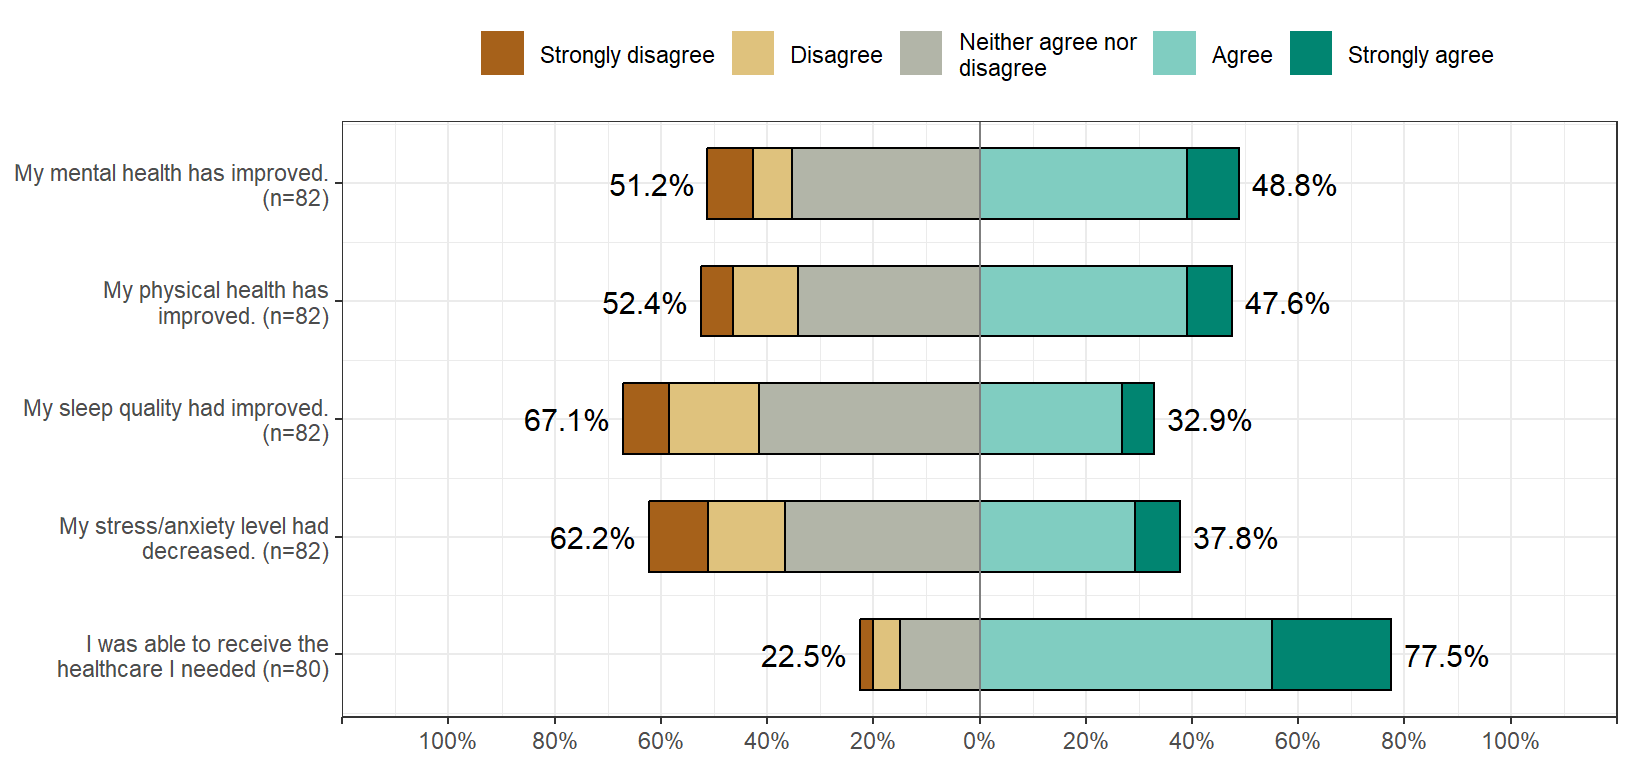 Strongly disagree
Disagree
Neither agree nor
disagree
Agree
Strongly agree
My mental health has improved.
(n=82)
51.2%
48.8%
My physical health has
improved. (n=82)
52.4%
47.6%
My sleep quality had improved.
(n=82)
67.1%
32.9%
My stress/anxiety level had
decreased. (n=82)
62.2%
37.8%
I was able to receive the
healthcare I needed (n=80)
22.5%
77.5%
100% 80% 60% 40% 20% 0% 20% 40% 60% 80% 100%